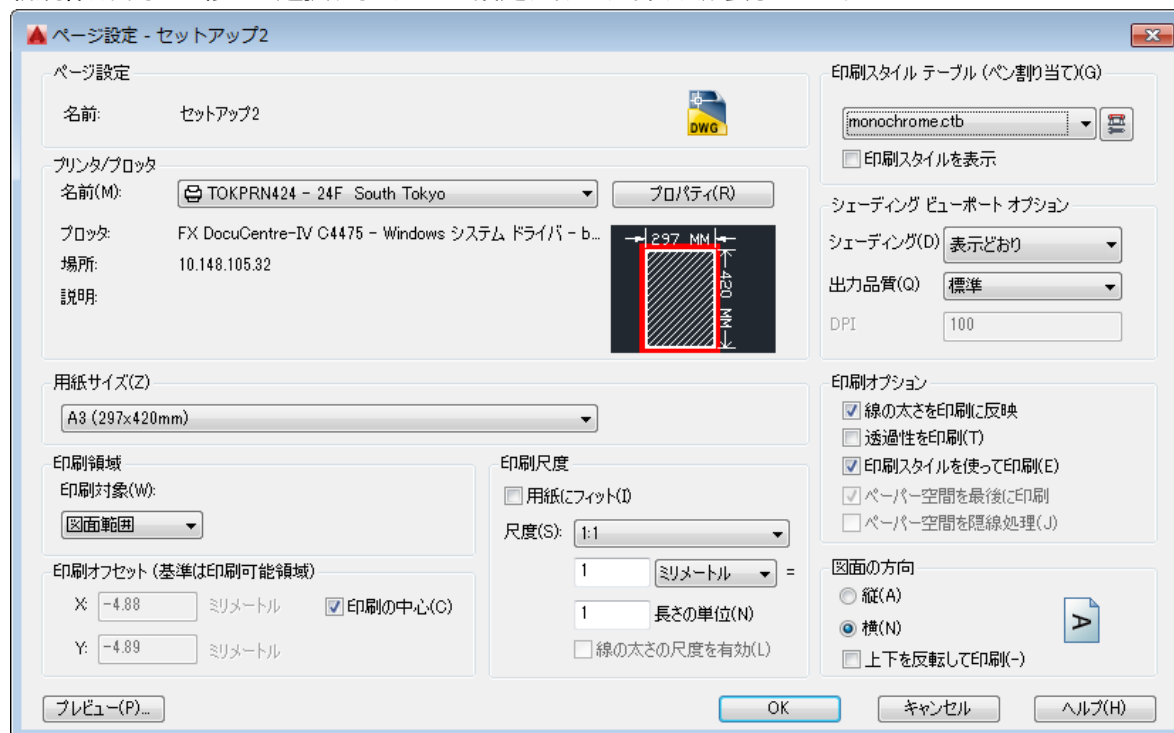 ページ設定 - セットアップ2
ページ設定
名前: セットアップ2
DWG
プリンタ/プロッタ
名前(M): TOKPRN424 - 24F South Tokyo
プロパティ(R)
プロッタ: FX DocuCentre-IV C4475 - Windows システム ドライバ - b...
場所: 10.148.105.32
説明:
297 MM
420 MM
用紙サイズ(Z)
A3 (297x420mm)
印刷領域
印刷対象(W):
図面範囲
印刷オフセット (基準は印刷可能領域)
X: -4.88 ミリメートル
印刷の中心(C)
Y: -4.89 ミリメートル
印刷尺度
用紙にフィット(I)
尺度(S): 1:1
1 ミリメートル =
1 長さの単位(N)
線の太さの尺度を有効(L)
印刷スタイル テーブル (ペン割り当て)(G)
monochrome.ctb
印刷スタイルを表示
シェーディング ビューポート オプション
シェーディング(D) 表示どおり
出力品質(Q) 標準
DPI 100
印刷オプション
線の太さを印刷に反映
透過性を印刷(T)
印刷スタイルを使って印刷(E)
ペーパー空間を最後に印刷
ペーパー空間を隠線処理(J)
図面の方向
縦(A)
横(N)
上下を反転して印刷(-)
A
プレビュー(P)...
OK
キャンセル
ヘルプ(H)